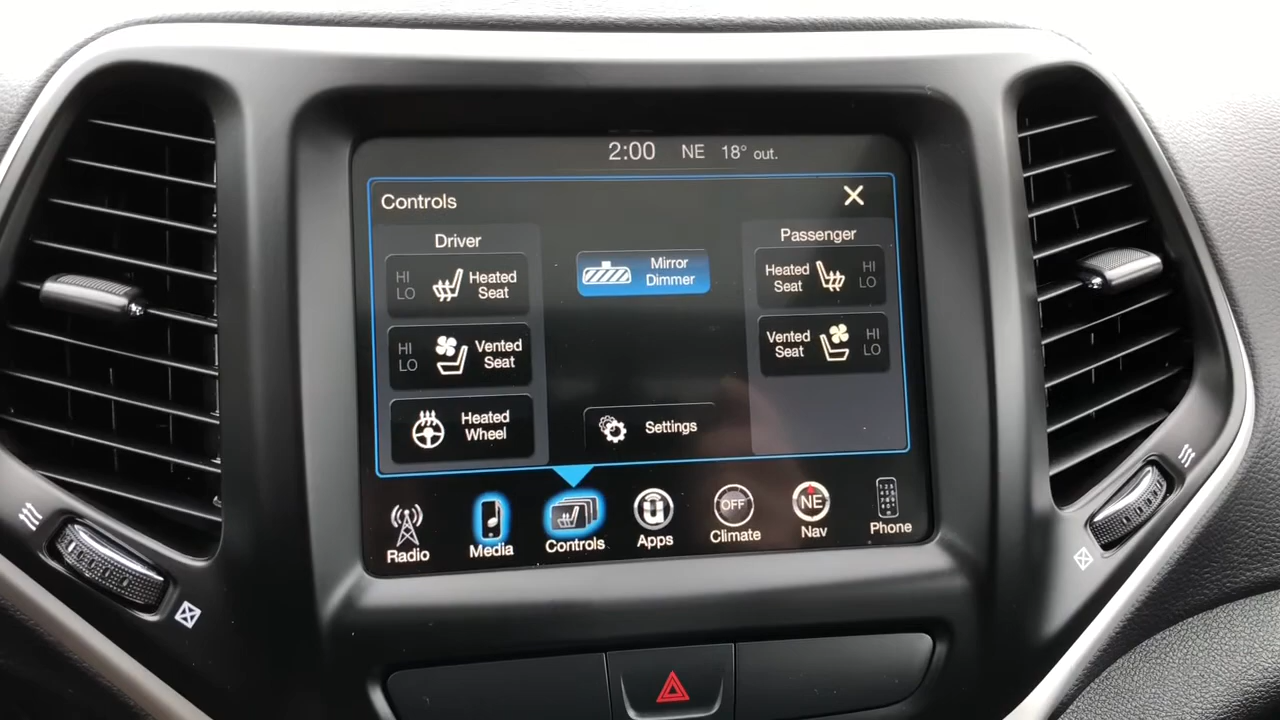 2:00 NE 18° out.
Controls
Driver
HI
LO
Heated
Seat
HI
LO
Vented
Seat
Heated
Wheel
Mirror
Dimmer
Settings
Passenger
Heated
Seat
HI
LO
Vented
Seat
HI
LO
Radio
Media
Controls
Apps
OFF
Climate
NE
Nav
Phone